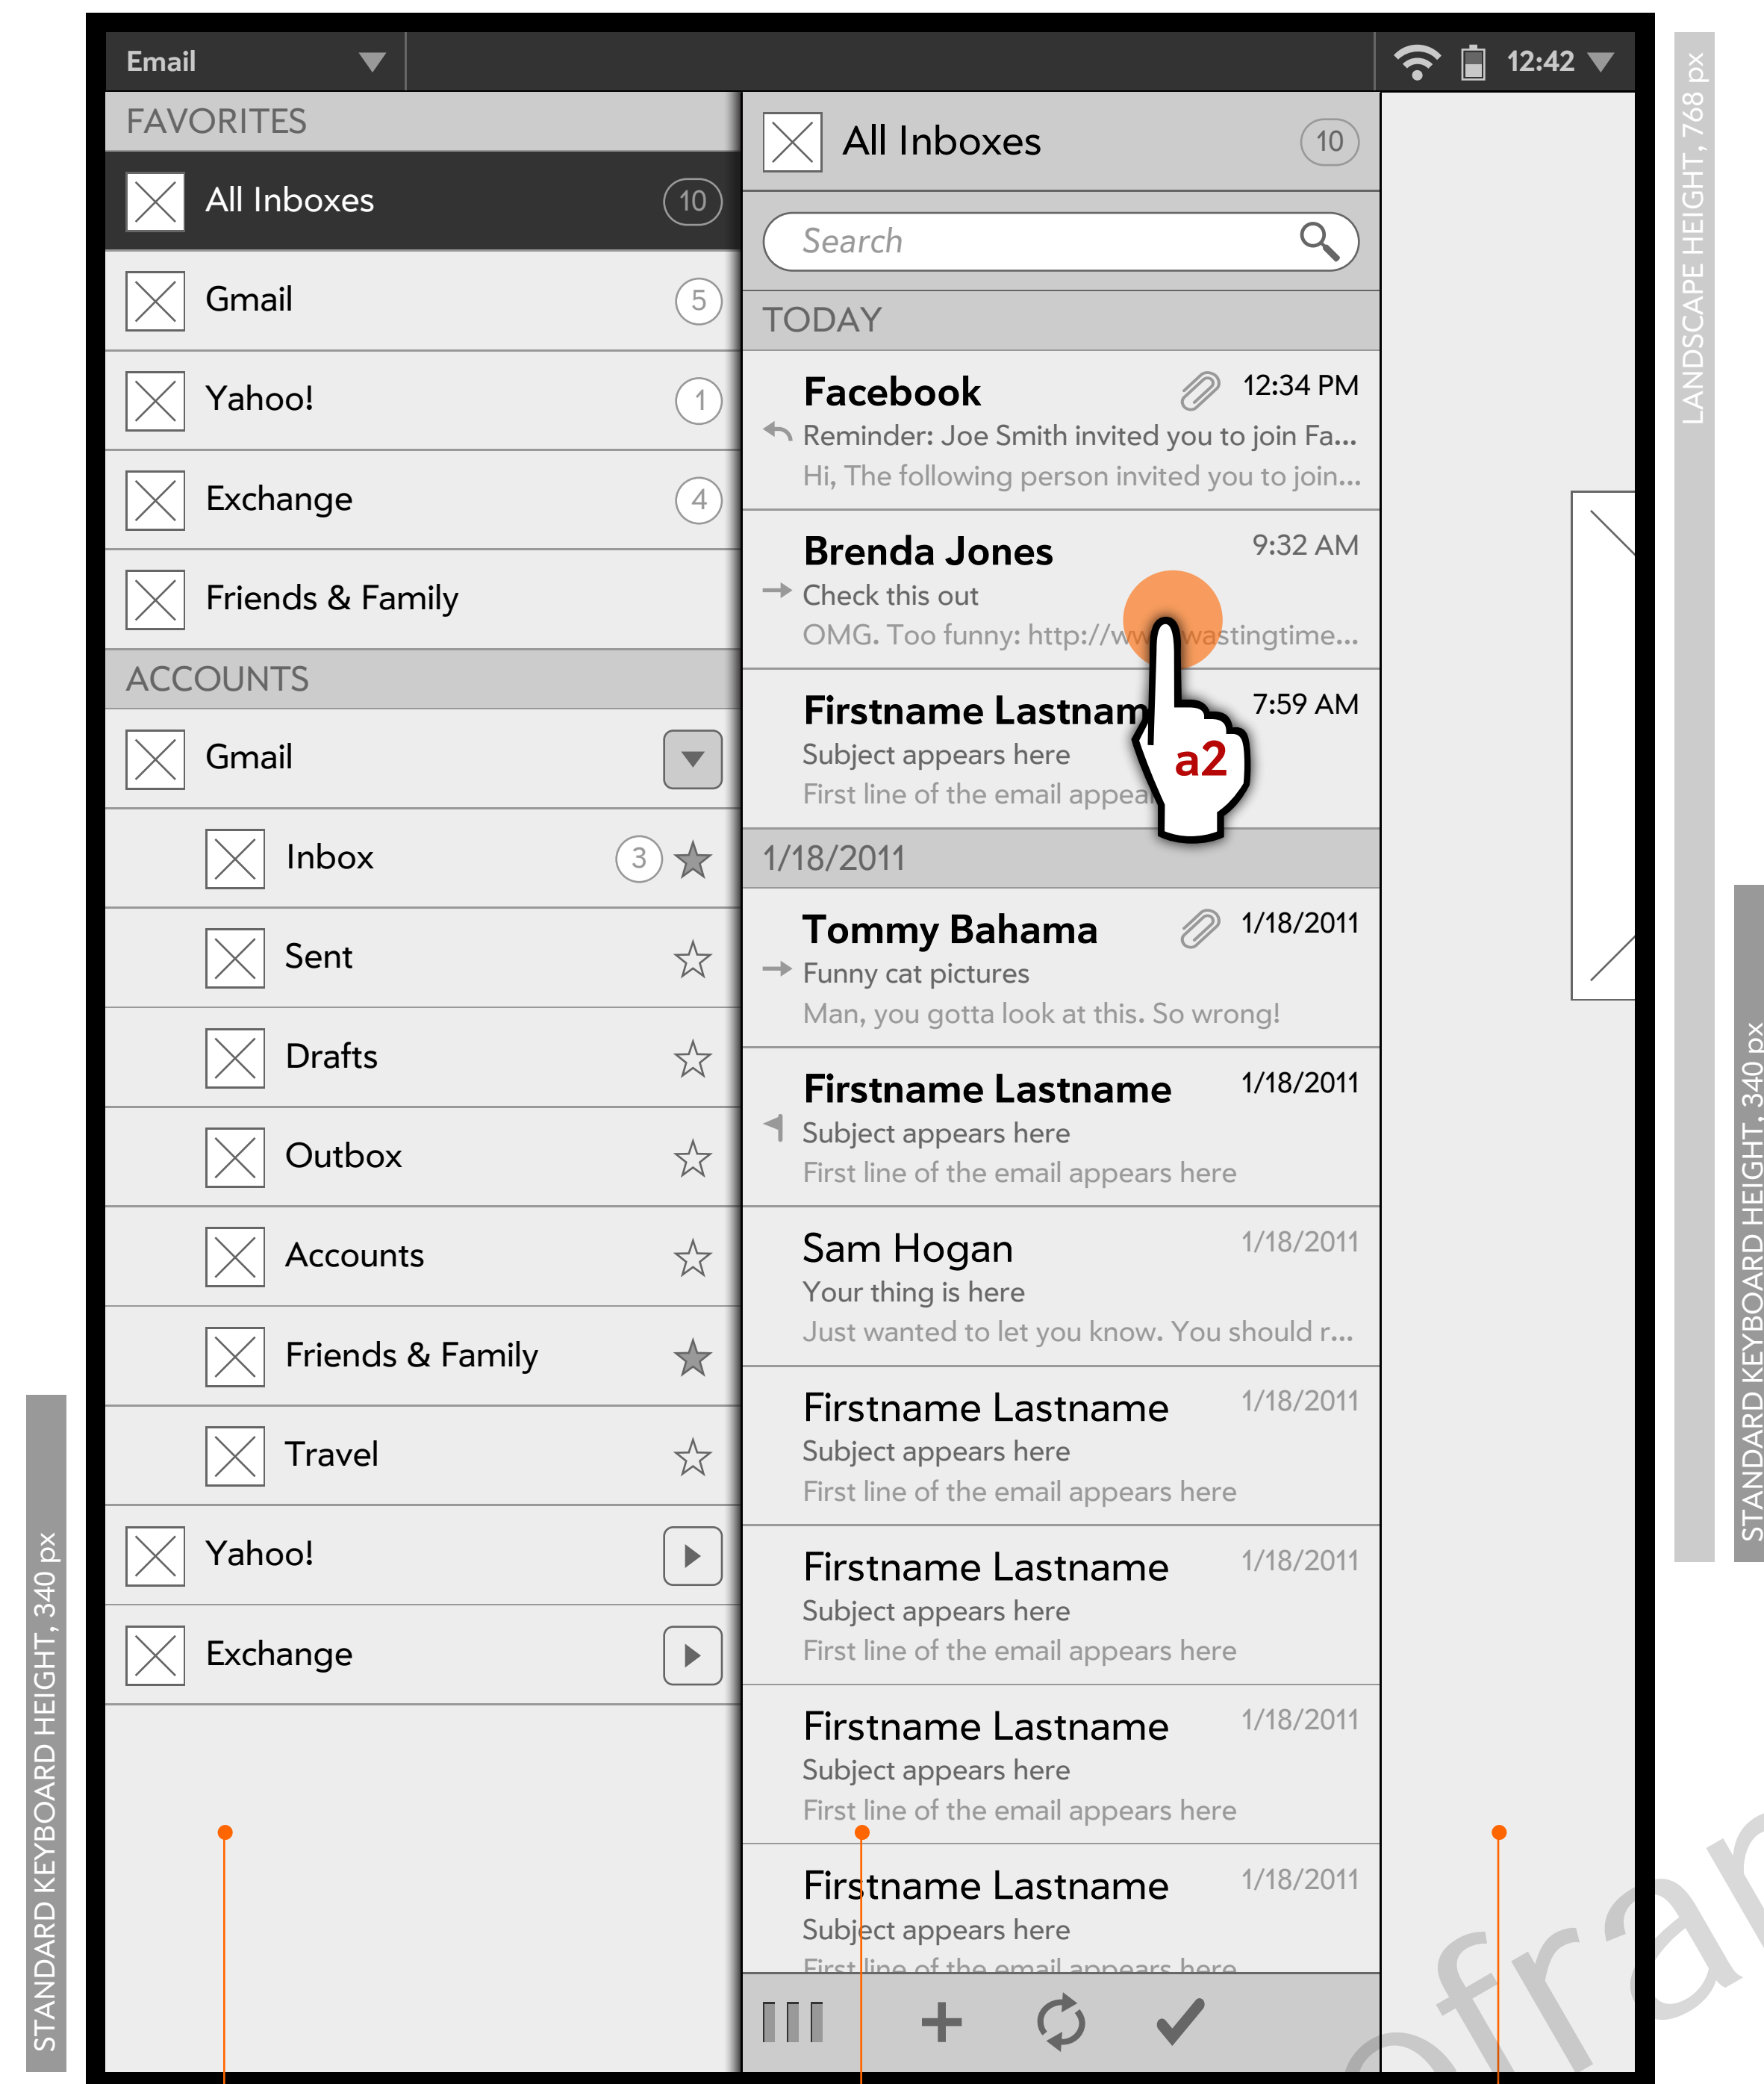 Email
12:42
FAVORITES
All Inboxes
10
Gmail
5
Yahoo!
1
Exchange
4
Friends & Family
ACCOUNTS
Gmail
Inbox
3
Sent
Drafts
Outbox
Accounts
Friends & Family
Travel
Yahoo!
Exchange
All Inboxes
10
Search
TODAY
Facebook
12:34 PM
Reminder: Joe Smith invited you to join Fa...
Hi, The following person invited you to join...
Brenda Jones
9:32 AM
Check this out
OMG. Too funny: http://www.wastingtime...
Firstname Lastnam
7:59 AM
Subject appears here
First line of the email appea
a2
1/18/2011
Tommy Bahama
1/18/2011
Funny cat pictures
Man, you gotta look at this. So wrong!
Firstname Lastname
1/18/2011
Subject appears here
First line of the email appears here
Sam Hogan
1/18/2011
Your thing is here
Just wanted to let you know. You should r...
Firstname Lastname
1/18/2011
Subject appears here
First line of the email appears here
Firstname Lastname
1/18/2011
Subject appears here
First line of the email appears here
Firstname Lastname
1/18/2011
Subject appears here
First line of the email appears here
Firstname Lastname
1/18/2011
Subject appears here
First line of the email appears here
STANDARD KEYBOARD HEIGHT, 340 px
LANDSCAPE HEIGHT, 768 px
STANDARD KEYBOARD HEIGHT, 340 px